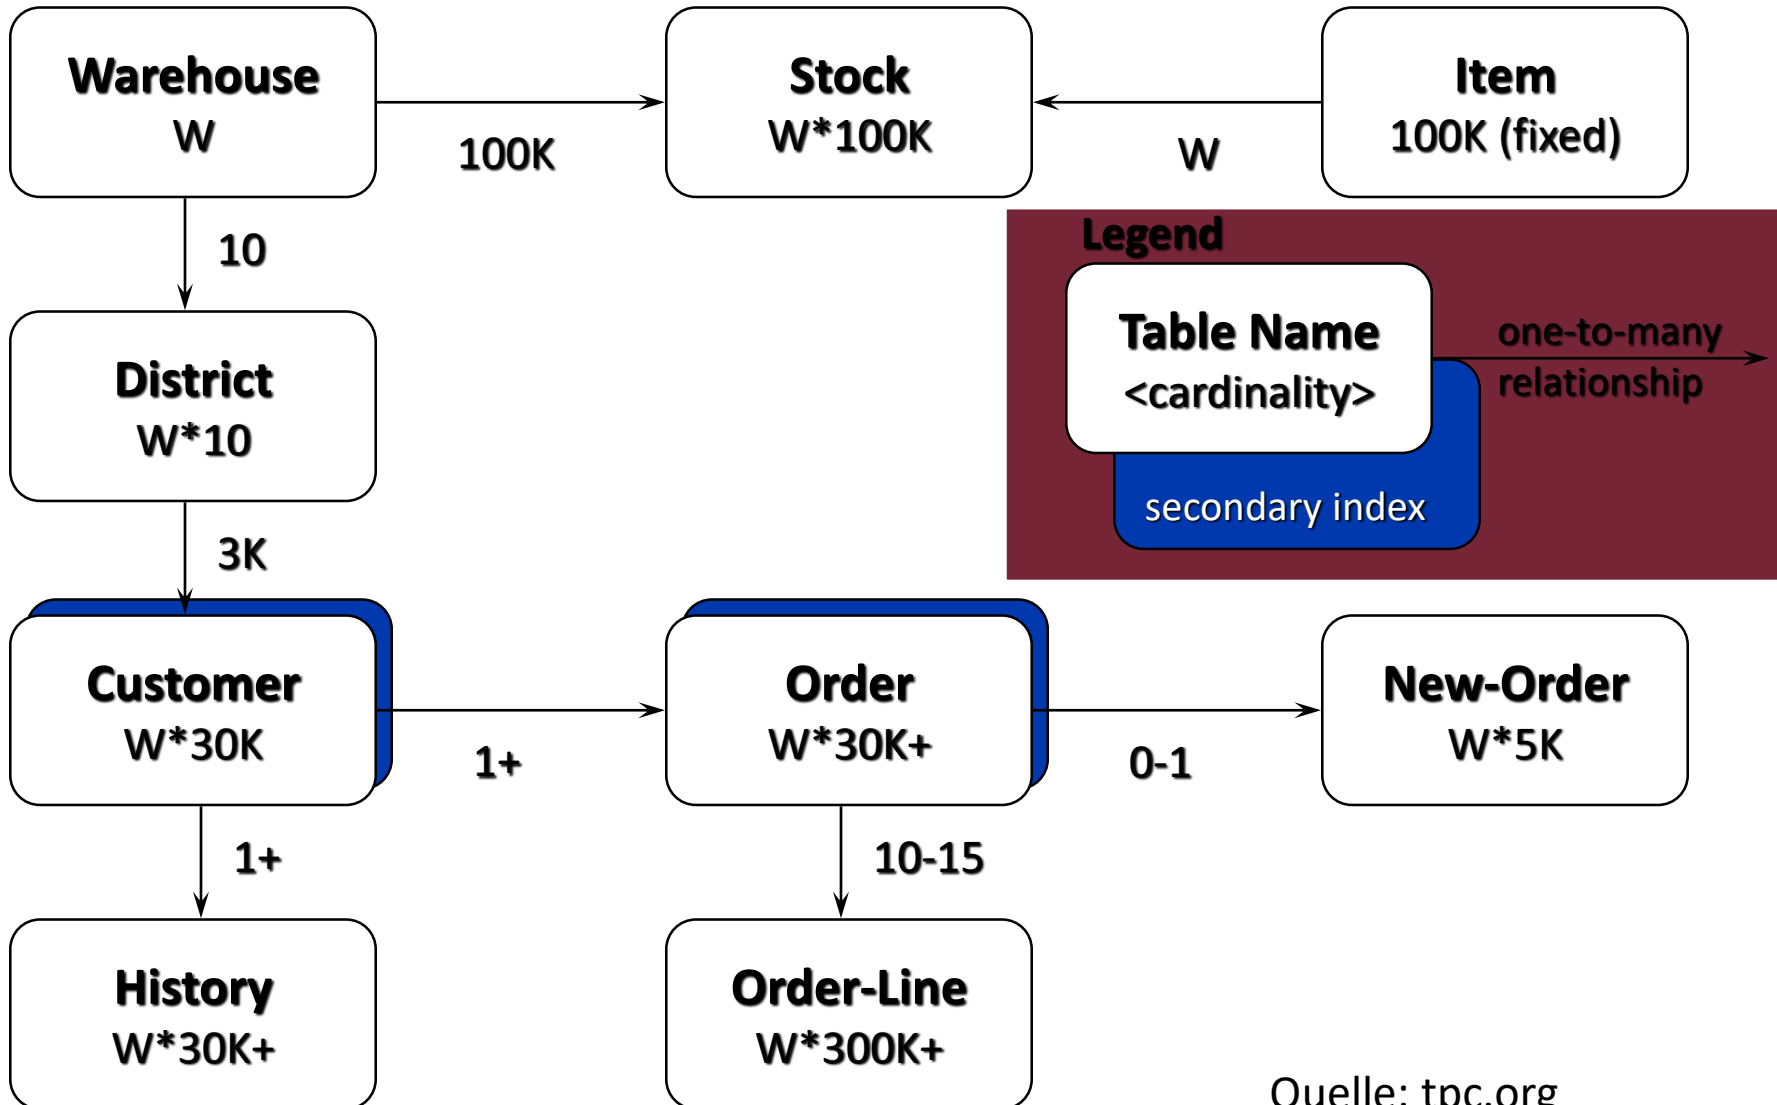 Warehouse
W
100K
Stock
W*100K
W
Item
100K (fixed)
10
Legend
Table Name
<cardinality>
one-to-many
relationship
secondary index
District
W*10
3K
Customer
W*30K
1+
Order
W*30K+
0-1
New-Order
W*5K
1+
10-15
History
W*30K+
Order-Line
W*300K+
Quelle: tpc.org